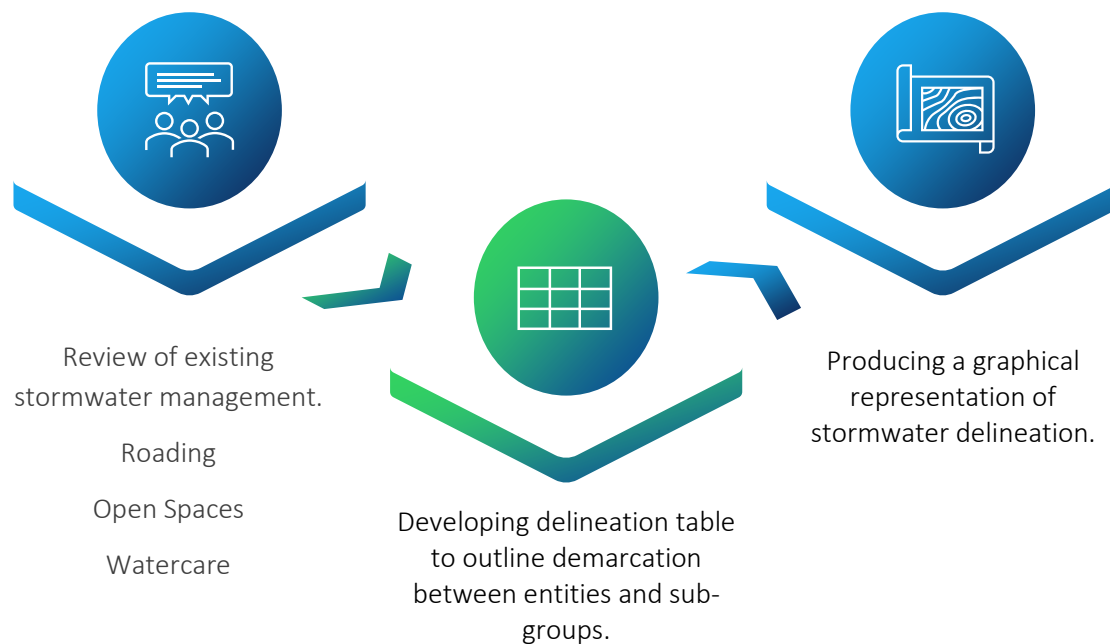 Review of existing
stormwater management.
Roading
Open Spaces
Watercare
Developing delineation table
to outline demarcation
between entities and sub-
groups.
Producing a graphical
representation of
stormwater delineation.